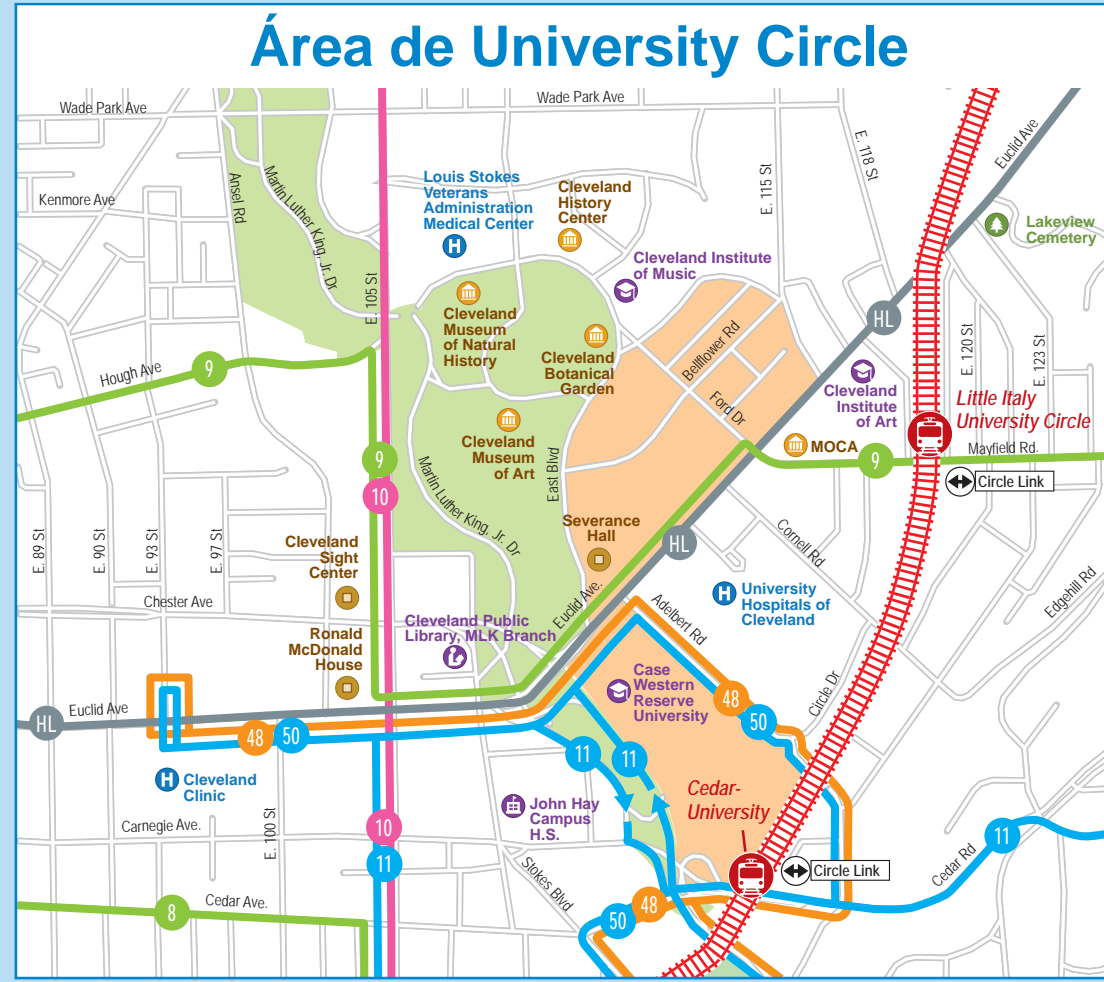 Área de University Circle
Wade Park Ave
Wade Park Ave
Kenmore Ave
Ansel Rd
Martin Luther King, Jr. Dr
E. 105 St
Louis Stokes
Veterans
Administration
Medical Center
H
Cleveland
History
Center
E. 115 St
E. 118 St
Euclid Ave
Lakeview
Cemetery
Cleveland Institute
of Music
Cleveland
Museum
of Natural
History
Cleveland
Botanical
Garden
Bellflower Rd
Ford Dr
HL
E. 120 St
E. 123 St
Hough Ave
9
Cleveland
Institute
of Art
Little Italy
University Circle
Mayfield Rd.
MOCA
9
Circle Link
Cleveland
Museum
of Art
East Blvd
9
10
Martin Luther King, Jr. Dr
E. 89 St
E. 90 St
E. 93 St
E. 97 St
Cleveland
Sight
Center
Severance
Hall
HL
Cornell Rd
Edgehill Rd
Chester Ave
Euclid Ave.
Adelbert Rd
H
University
Hospitals of
Cleveland
Cleveland Public
Library, MLK Branch
Ronald
McDonald
House
Case
Western
Reserve
University
Circle Dr
HL
Euclid Ave
48
50
48
50
11
11
H
Cleveland
Clinic
Cedar-
University
John Hay
Campus
H.S.
Carnegie Ave.
E. 100 St
10
11
11
Circle Link
Cedar Rd
Stokes Blvd
8
Cedar Ave.
50
48